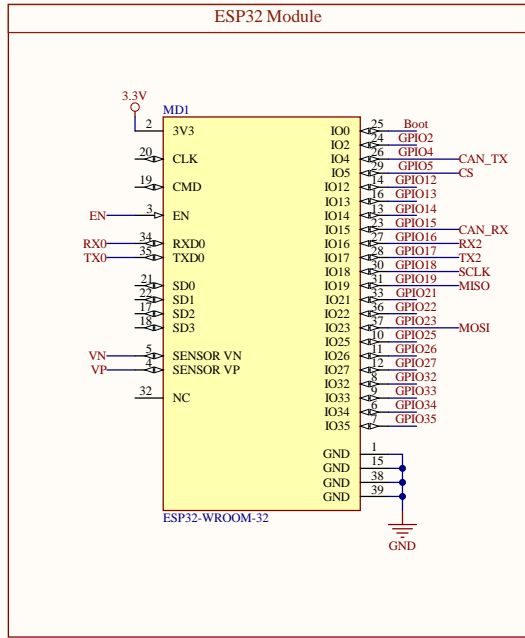 ESP32 Module
3.3V
MD1
2 3V3 IO0 25 Boot
IO2 24 GPIO2
20 CLK IO4 26 GPIO4 CAN_TX
IO5 29 GPIO5 CS
19 CMD IO12 14 GPIO12
IO13 16 GPIO13
EN 3 EN IO14 13 GPIO14
IO15 23 GPIO15 CAN_RX
RX0 34 RXD0 IO16 27 GPIO16 RX2
TX0 35 TXD0 IO17 28 GPIO17 TX2
IO18 30 GPIO18 SCLK
21 SD0 IO19 31 GPIO19 MISO
22 SD1 IO21 33 GPIO21
17 SD2 IO22 36 GPIO22
18 SD3 IO23 37 GPIO23 MOSI
IO25 10 GPIO25
VN 5 SENSOR VN IO26 11 GPIO26
VP 4 SENSOR VP IO27 12 GPIO27
IO32 8 GPIO32
32 NC IO33 9 GPIO33
IO34 6 GPIO34
IO35 7 GPIO35
GND 1
GND 15
GND 38
GND 39
ESP32-WROOM-32
GND